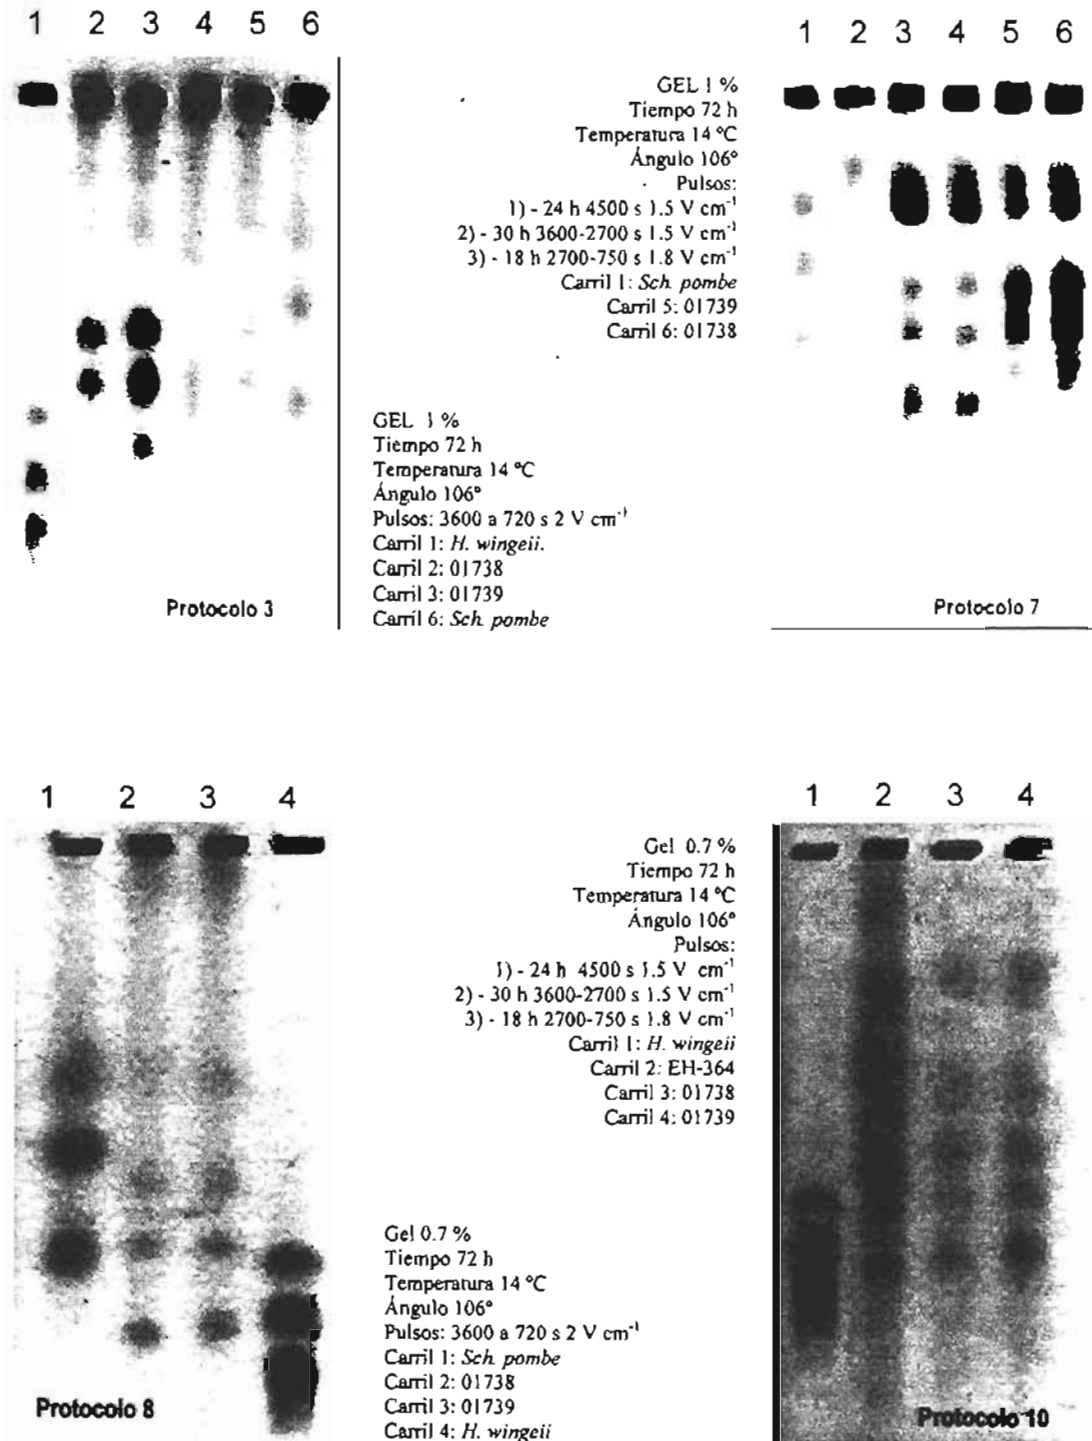 1 2 3 4 5 6
1 2 3 4 5 6
GEL 1 %
Tiempo 72 h
Temperatura 14 ºC
Ángulo 106º
Pulsos:
1) - 24 h 4500 s 1.5 V cm⁻¹
2) - 30 h 3600-2700 s 1.5 V cm⁻¹
3) - 18 h 2700-750 s 1.8 V cm⁻¹
Carril 1: Sch. pombe
Carril 5: 01739
Carril 6: 01738
GEL 1 %
Tiempo 72 h
Temperatura 14 ºC
Ángulo 106º
Pulsos: 3600 a 720 s 2 V cm⁻¹
Carril 1: H. wingeii.
Carril 2: 01738
Carril 3: 01739
Carril 6: Sch. pombe
Protocolo 3
Protocolo 7
1 2 3 4
1 2 3 4
Gel 0.7 %
Tiempo 72 h
Temperatura 14 ºC
Ángulo 106º
Pulsos:
1) - 24 h 4500 s 1.5 V cm⁻¹
2) - 30 h 3600-2700 s 1.5 V cm⁻¹
3) - 18 h 2700-750 s 1.8 V cm⁻¹
Carril 1: H. wingeii
Carril 2: EH-364
Carril 3: 01738
Carril 4: 01739
Gel 0.7 %
Tiempo 72 h
Temperatura 14 ºC
Ángulo 106º
Pulsos: 3600 a 720 s 2 V cm⁻¹
Carril 1: Sch. pombe
Carril 2: 01738
Carril 3: 01739
Carril 4: H. wingeii
Protocolo 8
Protocolo 10